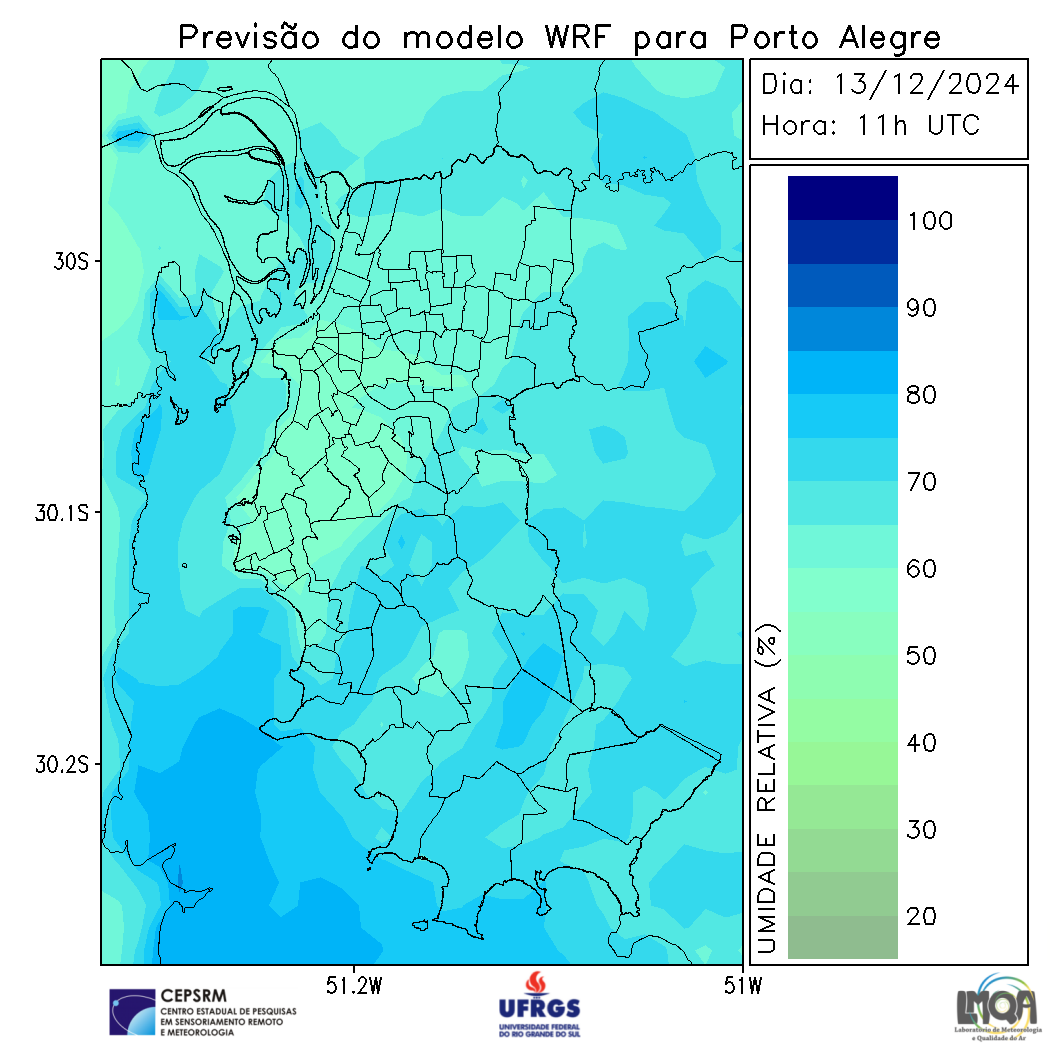 Previsão do modelo WRF para Porto Alegre
Dia: 13/12/2024
Hora: 11h UTC
30S
30.1S
30.2S
51.2W
51W
100
90
80
70
60
50
40
30
20
UMIDADE RELATIVA (%)
CEPSRM
CENTRO ESTADUAL DE PESQUISAS
EM SENSORIAMENTO REMOTO
E METEOROLOGIA
UFRGS
UNIVERSIDADE FEDERAL
DO RIO GRANDE DO SUL
LMQA
Laboratório de Meteorologia
e Qualidade do Ar